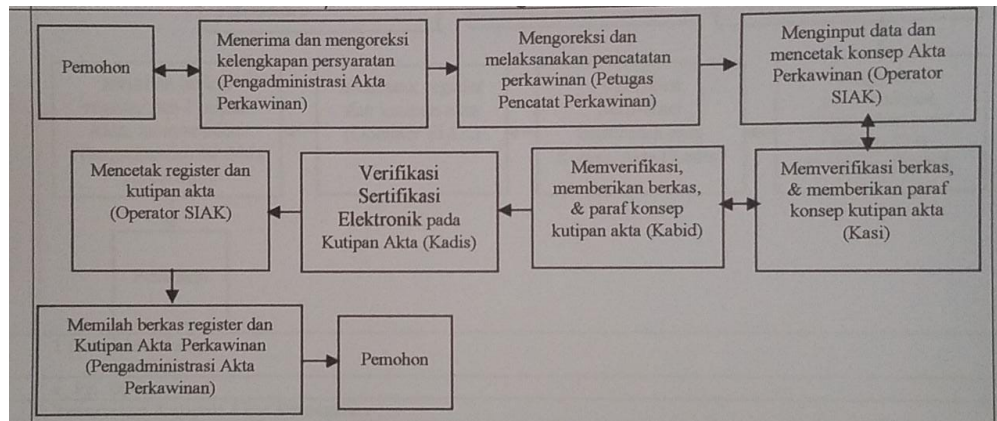 Pemohon
Menerima dan mengoreksi
kelengkapan persyaratan
(Pengadministrasi Akta
Perkawinan)
Mengoreksi dan
melaksanakan pencatatan
perkawinan (Petugas
Pencatat Perkawinan)
Menginput data dan
mencetak konsep Akta
Perkawinan (Operator
SIAK)
Memverifikasi berkas,
& memberikan paraf
konsep kutipan akta
(Kasi)
Memverifikasi,
memberikan berkas,
& paraf konsep
kutipan akta (Kabid)
Verifikasi
Sertifikasi
Elektronik pada
Kutipan Akta (Kadis)
Mencetak register dan
kutipan akta
(Operator SIAK)
Memilah berkas register dan
Kutipan Akta Perkawinan
(Pengadministrasi Akta
Perkawinan)
Pemohon